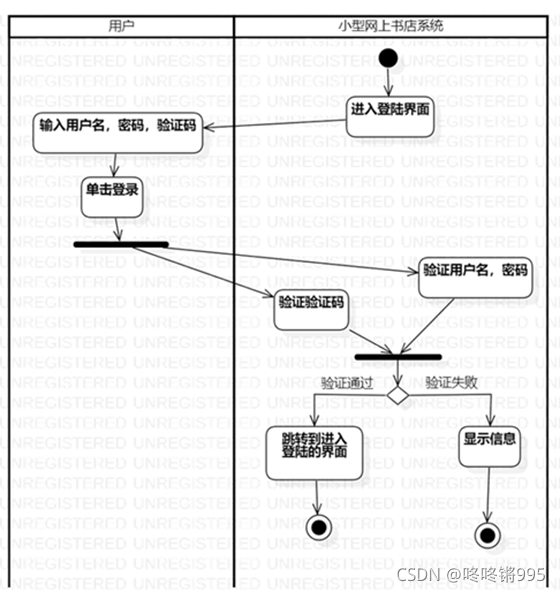 用户
小型网上书店系统
进入登陆界面
输入用户名，密码，验证码
单击登录
验证用户名，密码
验证验证码
验证通过
验证失败
跳转到进入
登陆的界面
显示信息
UNREGISTERED
CSDN @咚咚锵995